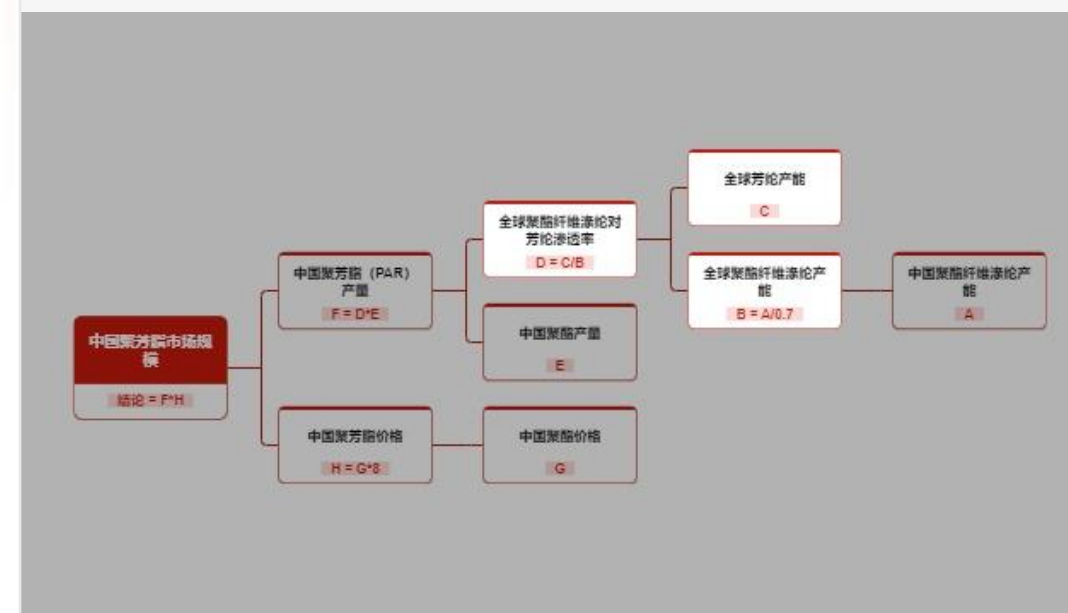 全球芳纶产能
C
全球聚酯纤维涤纶对
芳纶渗透率
D = C/B
中国聚芳酯（PAR）
产量
F = D*E
全球聚酯纤维涤纶产
能
B = A/0.7
中国聚酯纤维涤纶产
能
A
中国聚酯产量
E
中国聚芳酯市场规
模
结论 = F*H
中国聚芳酯价格
H = G*8
中国聚酯价格
G